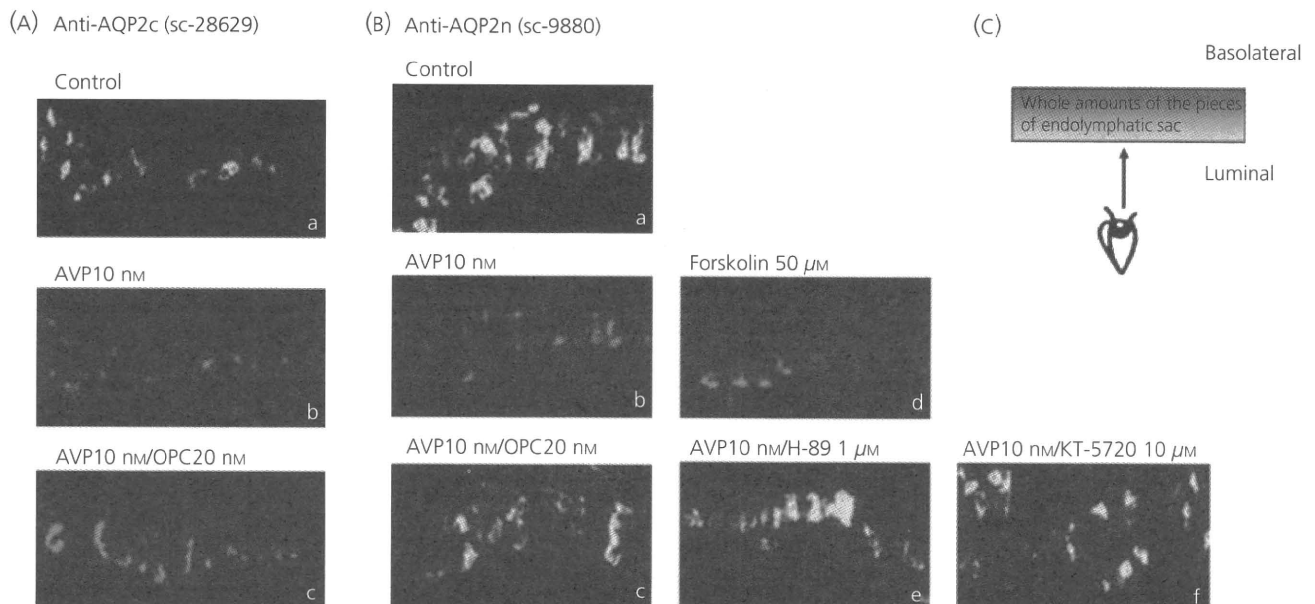 (A) Anti-AQP2c (sc-28629)
Control
a
AVP10 nM
b
AVP10 nM/OPC20 nM
c
(B) Anti-AQP2n (sc-9880)
Control
a
AVP10 nM
b
Forskolin 50 µM
d
AVP10 nM/OPC20 nM
c
AVP10 nM/H-89 1 µM
e
AVP10 nM/KT-5720 10 µM
f
(C)
Basolateral
Whole amounts of the pieces
of endolymphatic sac
Luminal